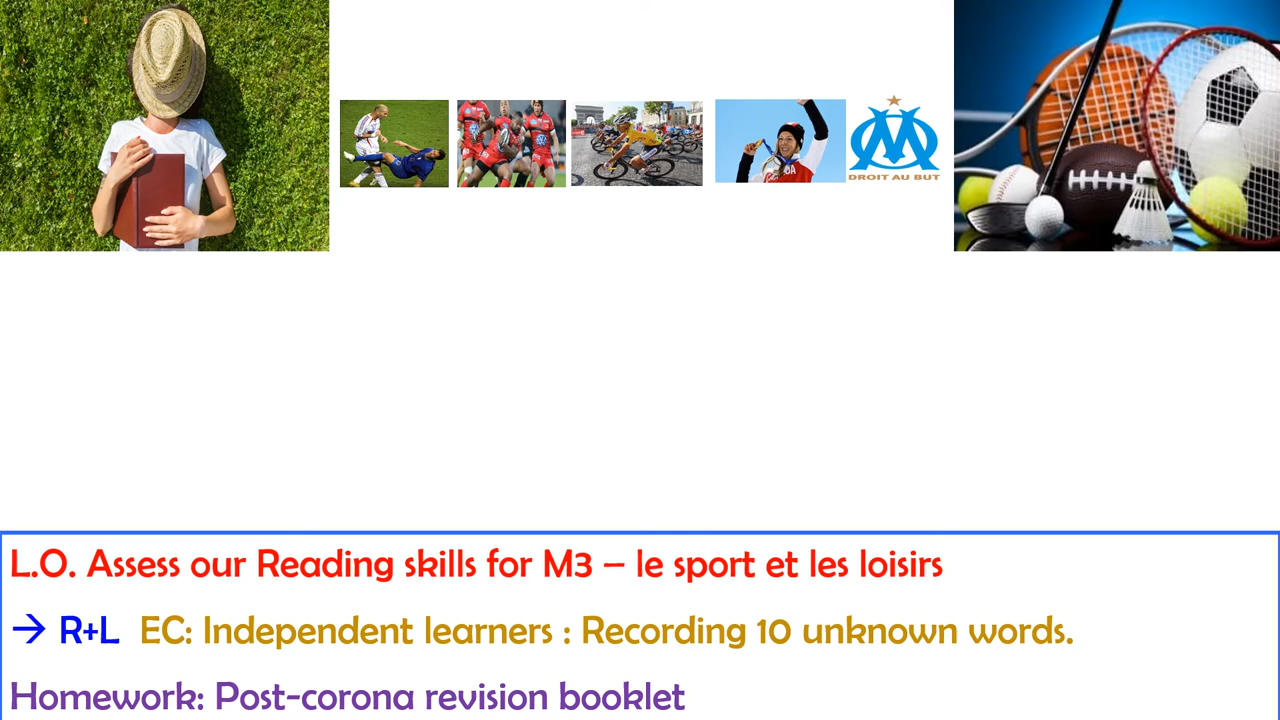 DROIT AU BUT
L.O. Assess our Reading skills for M3 – le sport et les loisirs
→ R+L EC: Independent learners : Recording 10 unknown words.
Homework: Post-corona revision booklet